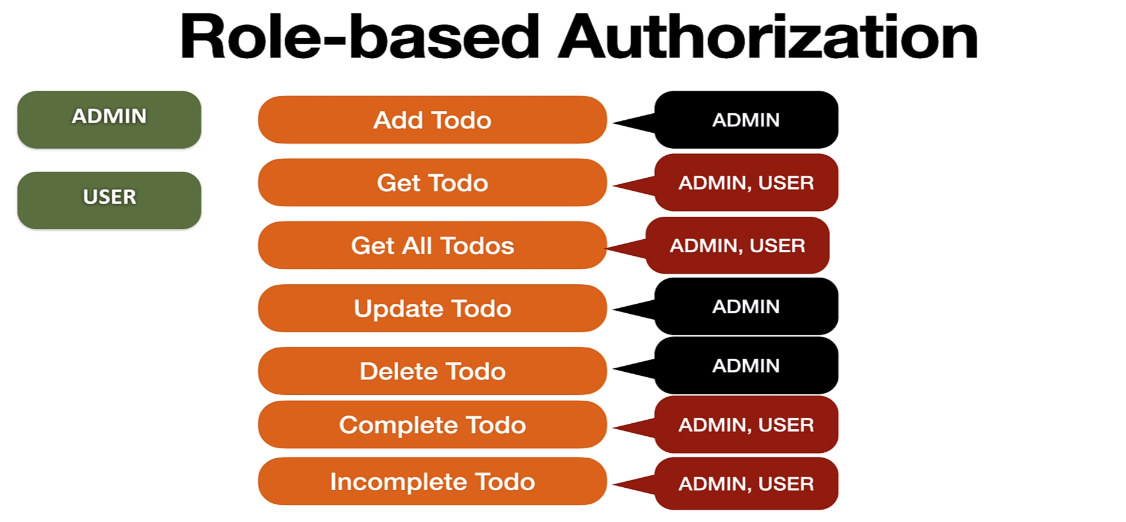 Role-based Authorization
ADMIN
USER
Add Todo
ADMIN
Get Todo
ADMIN, USER
Get All Todos
ADMIN, USER
Update Todo
ADMIN
Delete Todo
ADMIN
Complete Todo
ADMIN, USER
Incomplete Todo
ADMIN, USER